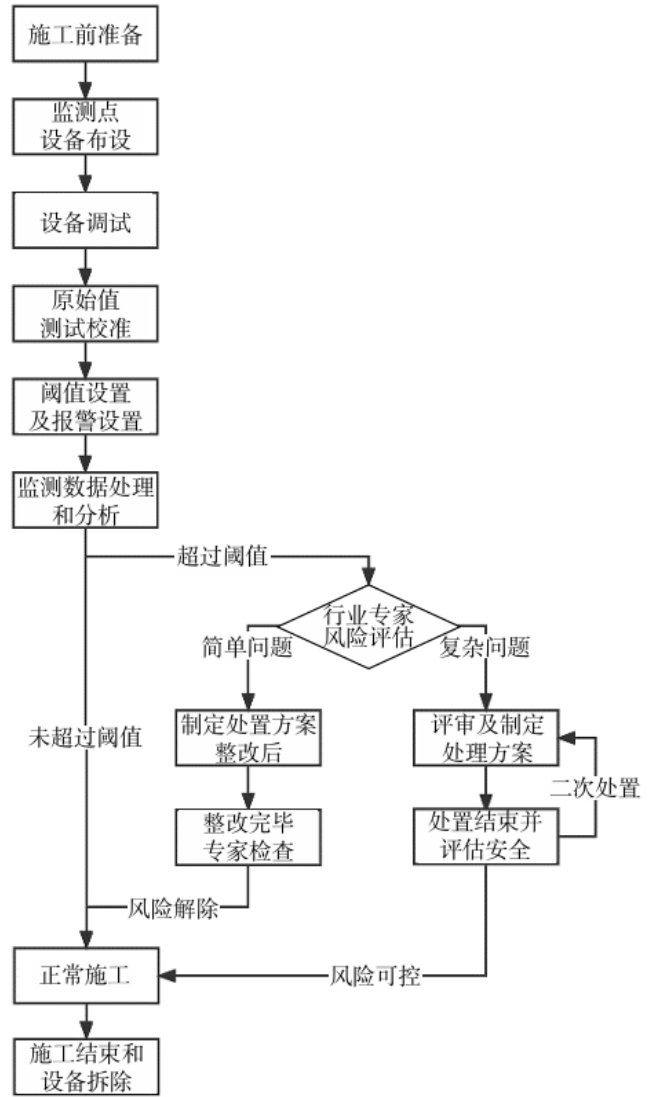 施工前准备
监测点
设备布设
设备调试
原始值
测试校准
阈值设置
及报警设置
监测数据处理
和分析
超过阈值
行业专家
风险评估
简单问题
复杂问题
未超过阈值
制定处置方案
整改后
评审及制定
处理方案
二次处置
整改完毕
专家检查
处置结束并
评估安全
风险解除
正常施工
风险可控
施工结束和
设备拆除